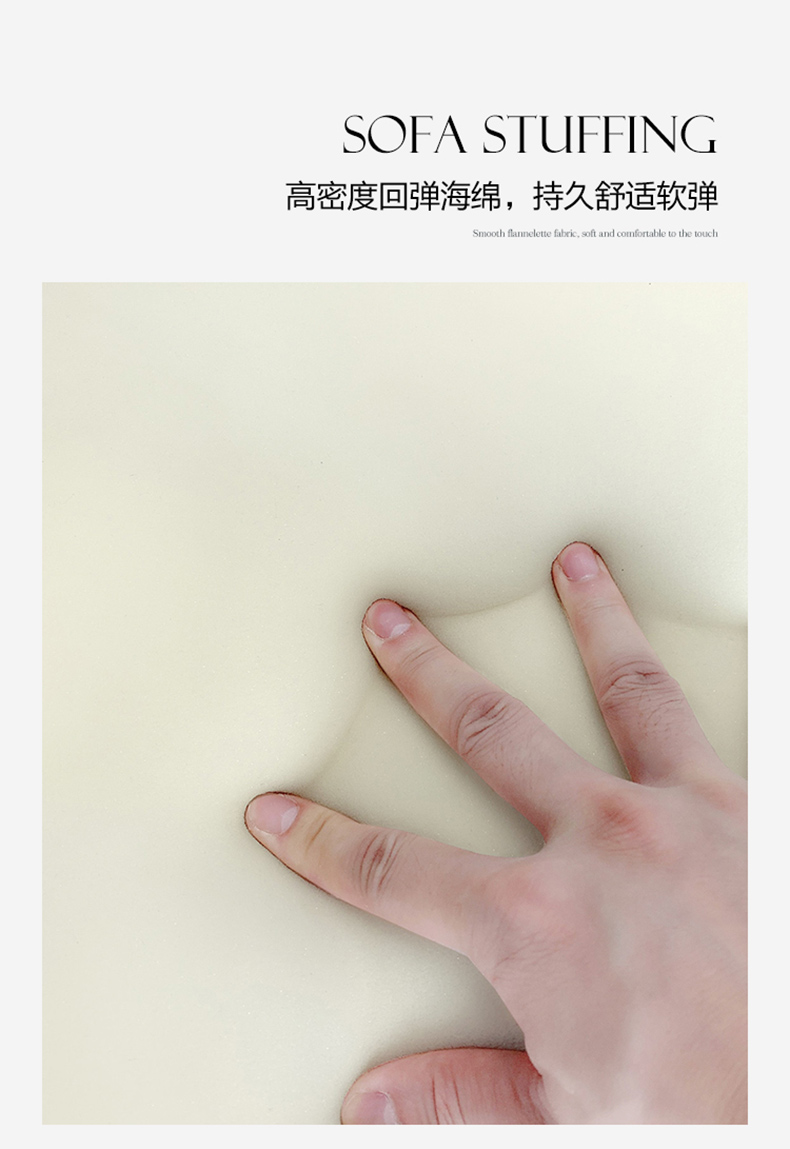 SOFA STUFFING
高密度回弹海绵，持久舒适软弹
Smooth flannelette fabric, soft and comfortable to the touch